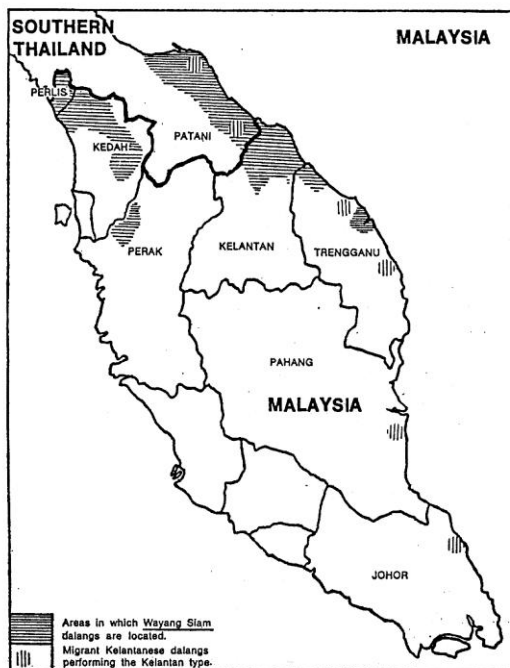 SOUTHERN
THAILAND
MALAYSIA
PERLIS
KEDAH
PATANI
PERAK
KELANTAN
TRENGGANU
PAHANG
MALAYSIA
JOHOR
Areas in which Wayang Siam
dalangs are located.
Migrant Kelantanese dalangs
performing the Kelantan type.